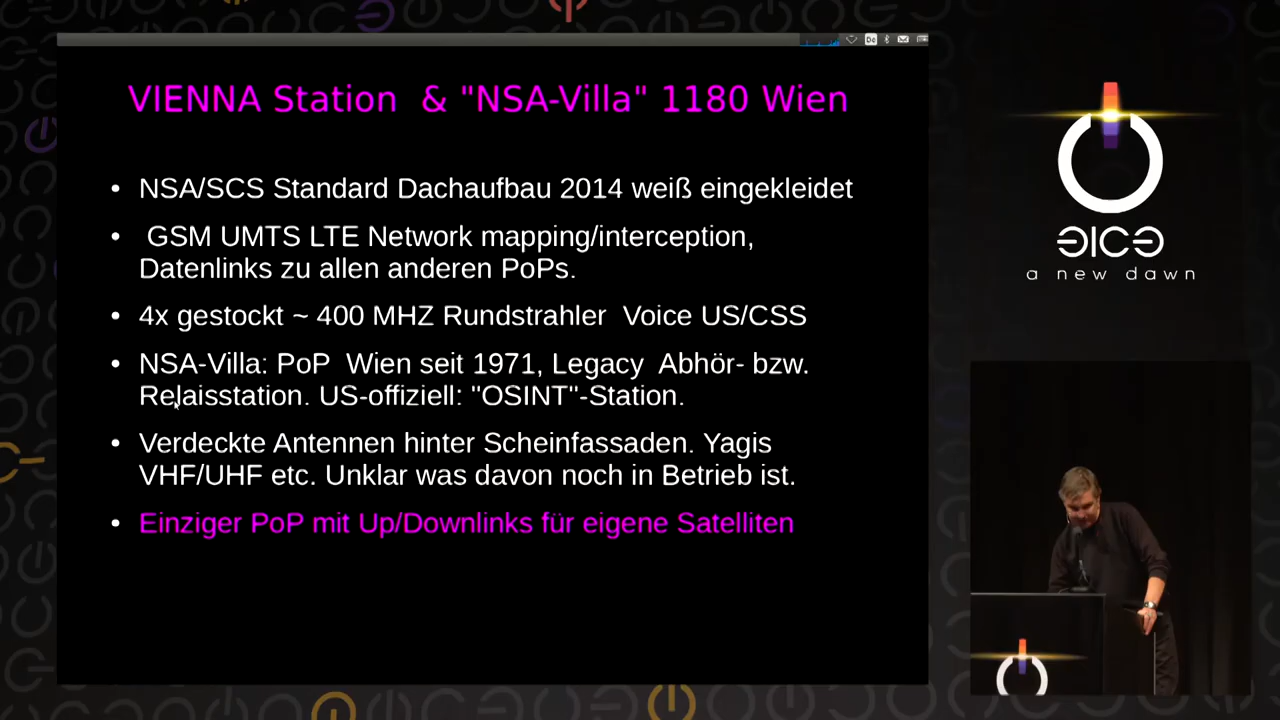 VIENNA Station & "NSA-Villa" 1180 Wien
• NSA/SCS Standard Dachaufbau 2014 weiß eingekleidet
• GSM UMTS LTE Network mapping/interception,
Datenlinks zu allen anderen PoPs.
• 4x gestockt ~ 400 MHZ Rundstrahler Voice US/CSS
• NSA-Villa: PoP Wien seit 1971, Legacy Abhör- bzw.
Relaisstation. US-offiziell: "OSINT"-Station.
• Verdeckte Antennen hinter Scheinfassaden. Yagis
VHF/UHF etc. Unklar was davon noch in Betrieb ist.
• Einziger PoP mit Up/Downlinks für eigene Satelliten
a new dawn